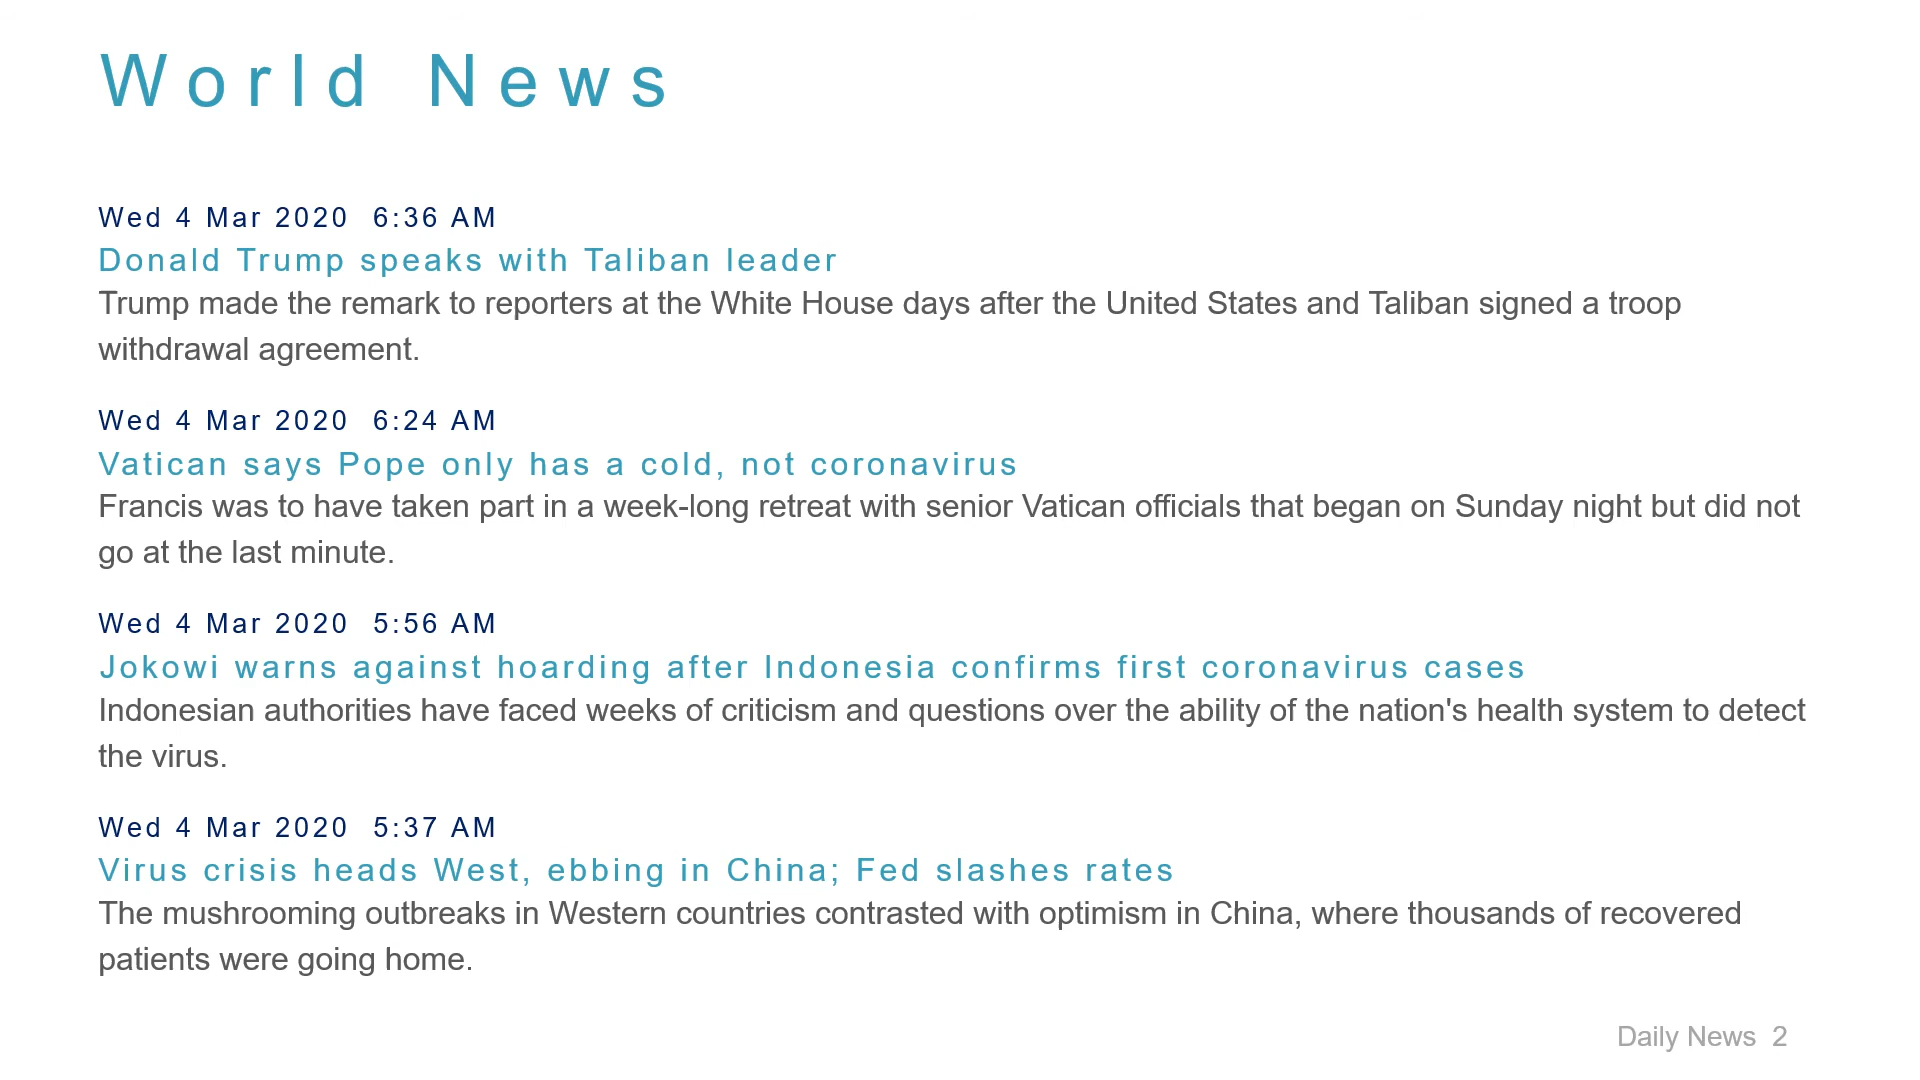 World News
Wed 4 Mar 2020  6:36 AM
Donald Trump speaks with Taliban leader
Trump made the remark to reporters at the White House days after the United States and Taliban signed a troop
withdrawal agreement.
Wed 4 Mar 2020  6:24 AM
Vatican says Pope only has a cold, not coronavirus
Francis was to have taken part in a week-long retreat with senior Vatican officials that began on Sunday night but did not
go at the last minute.
Wed 4 Mar 2020  5:56 AM
Jokowi warns against hoarding after Indonesia confirms first coronavirus cases
Indonesian authorities have faced weeks of criticism and questions over the ability of the nation's health system to detect
the virus.
Wed 4 Mar 2020  5:37 AM
Virus crisis heads West, ebbing in China; Fed slashes rates
The mushrooming outbreaks in Western countries contrasted with optimism in China, where thousands of recovered
patients were going home.
Daily News  2